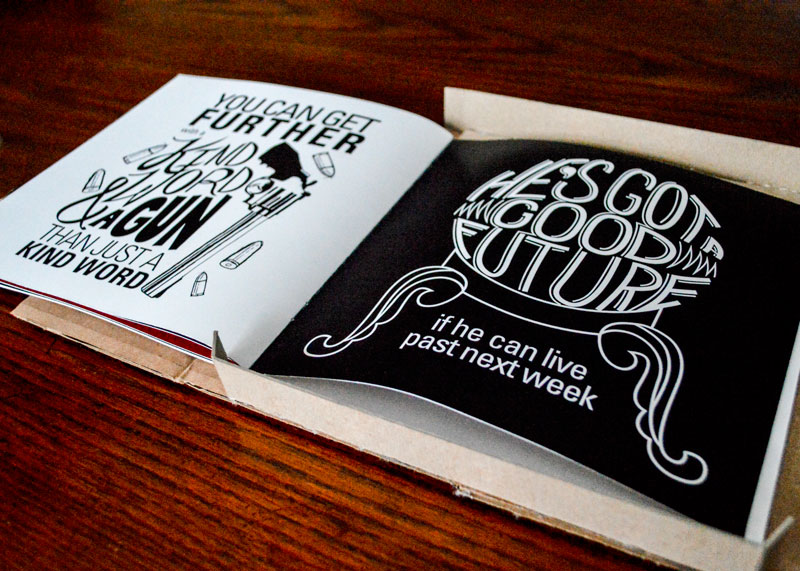 YOU CAN GET
FURTHER
with a
KIND
WORD
& A GUN
THAN JUST A
KIND WORD
HE'S GOT A
GOOD
FUTURE
if he can live
past next week